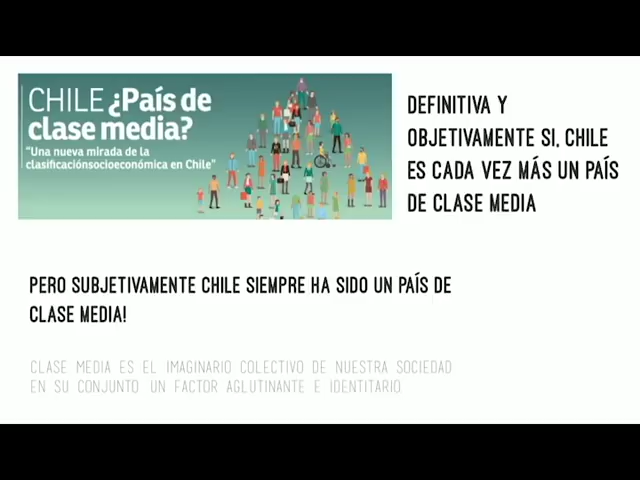 CHILE ¿País de
clase media?
“Una nueva mirada de la
clasificaciónsocioeconómica en Chile”
DEFINITIVA Y
OBJETIVAMENTE SI, CHILE
ES CADA VEZ MÁS UN PAÍS
DE CLASE MEDIA
PERO SUBJETIVAMENTE CHILE SIEMPRE HA SIDO UN PAÍS DE
CLASE MEDIA!
CLASE MEDIA ES EL IMAGINARIO COLECTIVO DE NUESTRA SOCIEDAD
EN SU CONJUNTO UN FACTOR AGLUTINANTE E IDENTITARIO